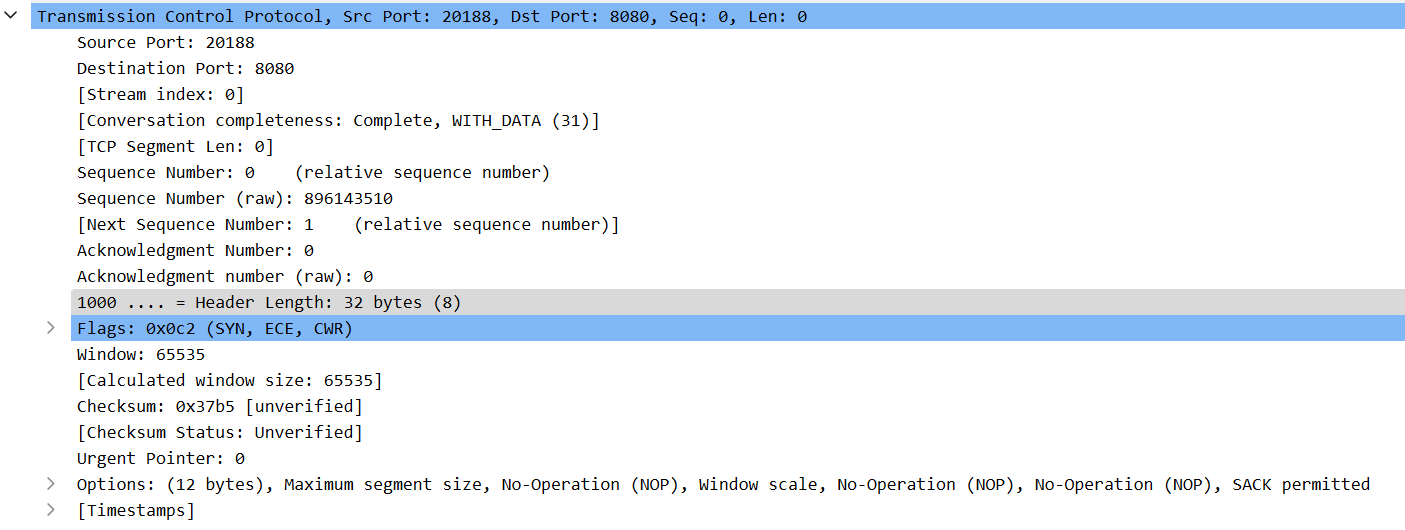 Transmission Control Protocol, Src Port: 20188, Dst Port: 8080, Seq: 0, Len: 0
Source Port: 20188
Destination Port: 8080
[Stream index: 0]
[Conversation completeness: Complete, WITH_DATA (31)]
[TCP Segment Len: 0]
Sequence Number: 0    (relative sequence number)
Sequence Number (raw): 896143510
[Next Sequence Number: 1    (relative sequence number)]
Acknowledgment Number: 0
Acknowledgment number (raw): 0
1000 .... = Header Length: 32 bytes (8)
Flags: 0x0c2 (SYN, ECE, CWR)
Window: 65535
[Calculated window size: 65535]
Checksum: 0x37b5 [unverified]
[Checksum Status: Unverified]
Urgent Pointer: 0
Options: (12 bytes), Maximum segment size, No-Operation (NOP), Window scale, No-Operation (NOP), No-Operation (NOP), SACK permitted
[Timestamps]